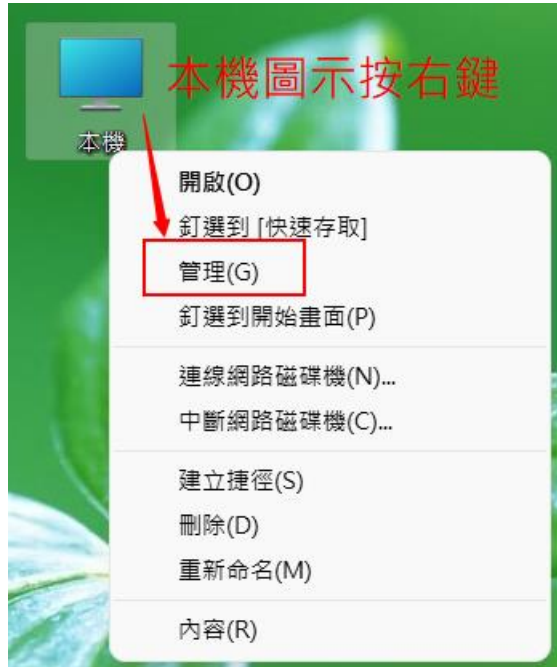 本機圖示按右鍵
本機
開啟(O)
釘選到 [快速存取]
管理(G)
釘選到開始畫面(P)
連線網路磁碟機(N)...
中斷網路磁碟機(C)...
建立捷徑(S)
刪除(D)
重新命名(M)
內容(R)